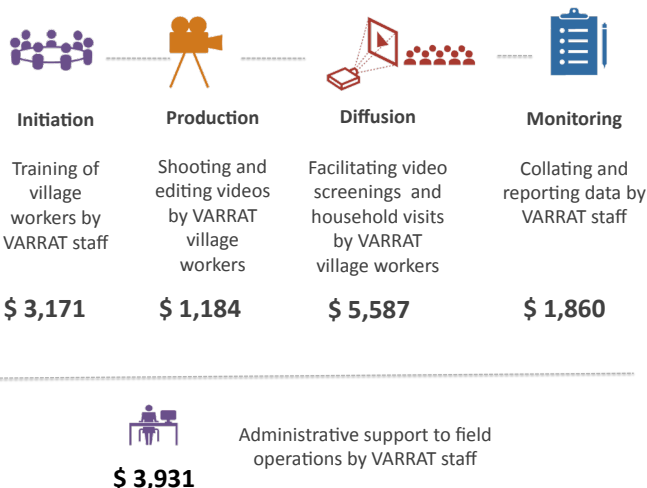 Initiation
Training of
village
workers by
VARRAT staff
$ 3,171
Production
Shooting and
editing videos
by VARRAT
village
workers
$ 1,184
Diffusion
Facilitating video
screenings and
household visits
by VARRAT
village workers
$ 5,587
Monitoring
Collating and
reporting data by
VARRAT staff
$ 1,860
$ 3,931
Administrative support to field
operations by VARRAT staff